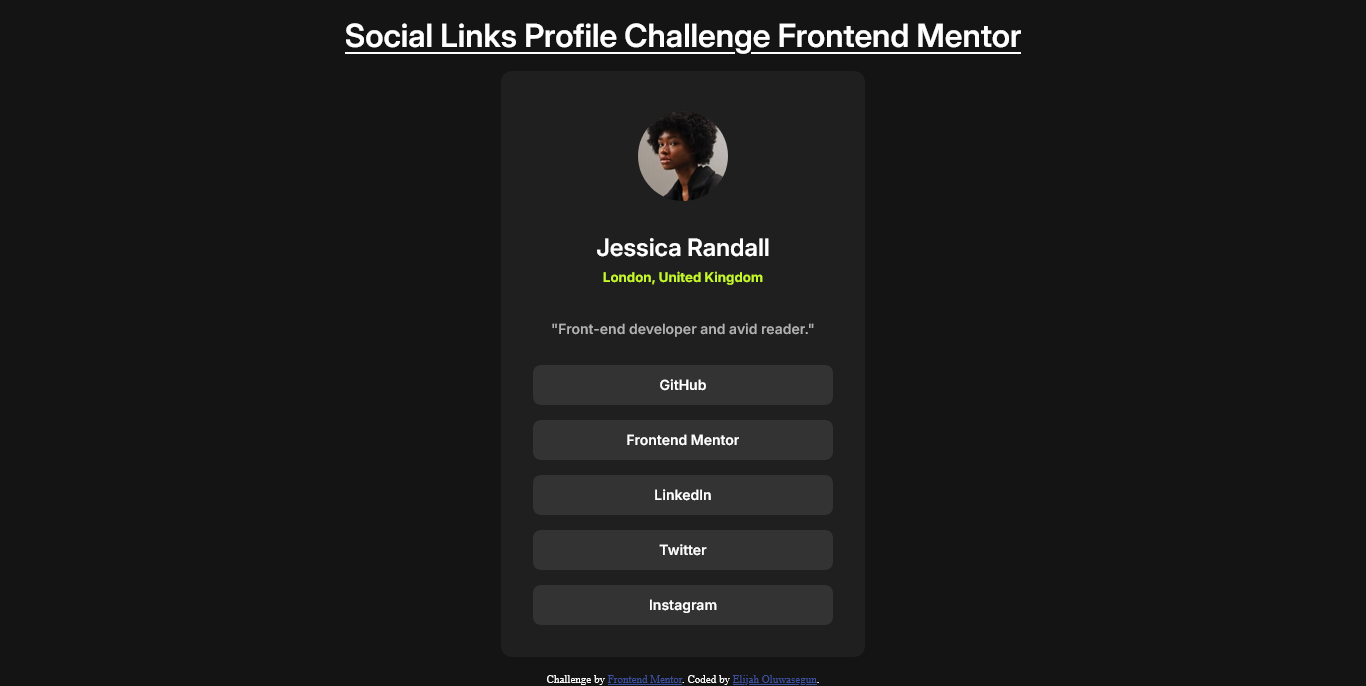 Social Links Profile Challenge Frontend Mentor
Jessica Randall
London, United Kingdom
"Front-end developer and avid reader."
GitHub
Frontend Mentor
LinkedIn
Twitter
Instagram
Challenge by Frontend Mentor. Coded by Elijah Oluwasegun.